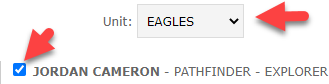 Unit: EAGLES
JORDAN CAMERON - PATHFINDER - EXPLORER